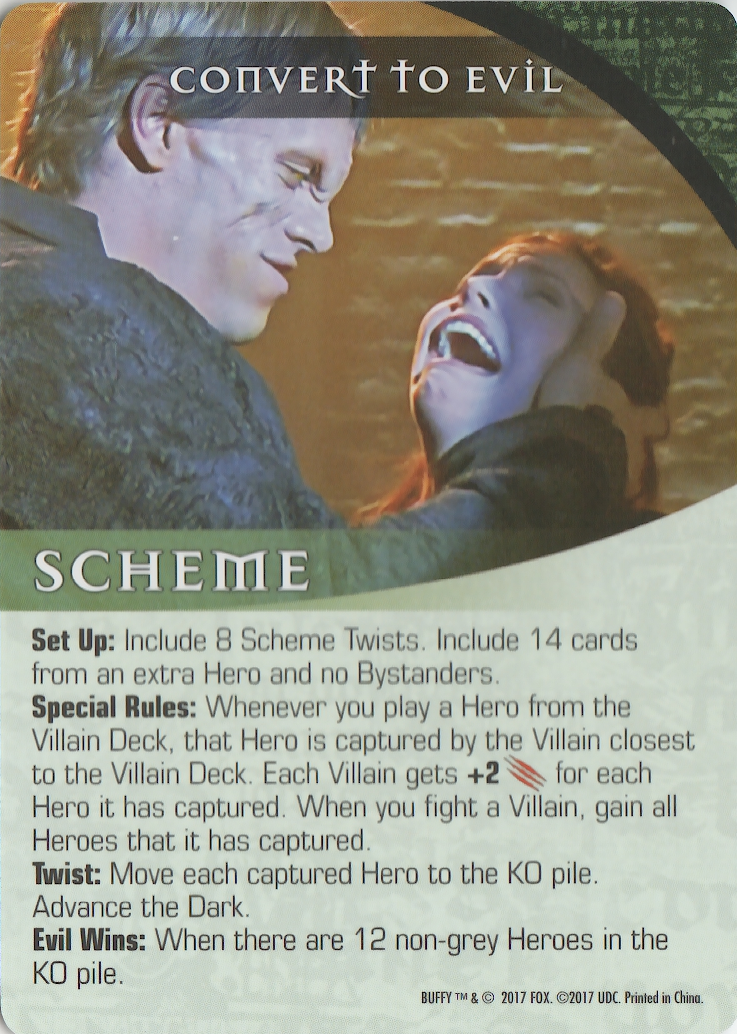 CONVERT TO EVIL
SCHEME
Set Up: Include 8 Scheme Twists. Include 14 cards
from an extra Hero and no Bystanders.
Special Rules: Whenever you play a Hero from the
Villain Deck, that Hero is captured by the Villain closest
to the Villain Deck. Each Villain gets +2 for each
Hero it has captured. When you fight a Villain, gain all
Heroes that it has captured.
Twist: Move each captured Hero to the KO pile.
Advance the Dark.
Evil Wins: When there are 12 non-grey Heroes in the
KO pile.
BUFFY ™ & © 2017 FOX. ©2017 UDC. Printed in China.